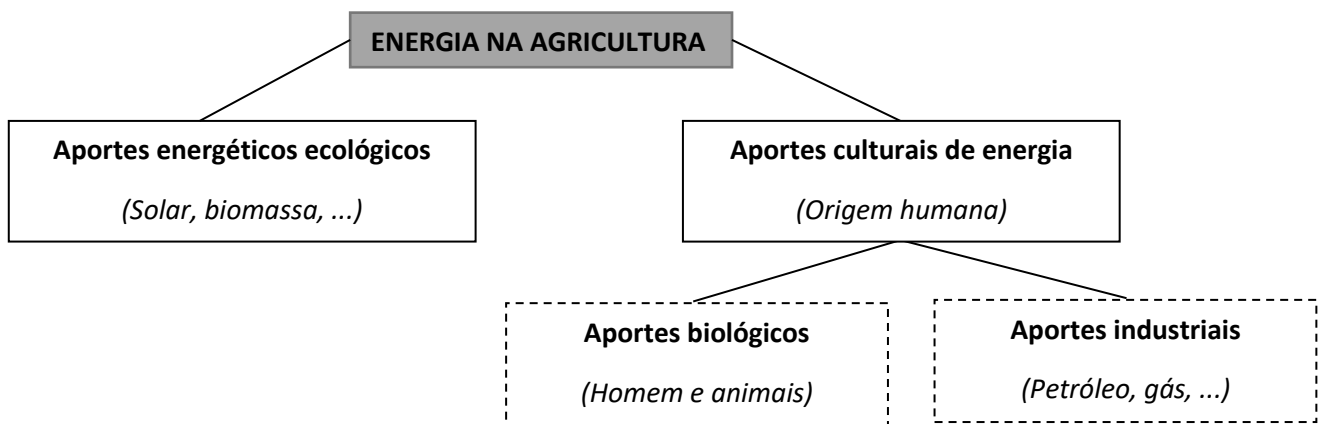 ENERGIA NA AGRICULTURA
Aportes energéticos ecológicos
(Solar, biomassa, ...)
Aportes culturais de energia
(Origem humana)
Aportes biológicos
(Homem e animais)
Aportes industriais
(Petróleo, gás, ...)